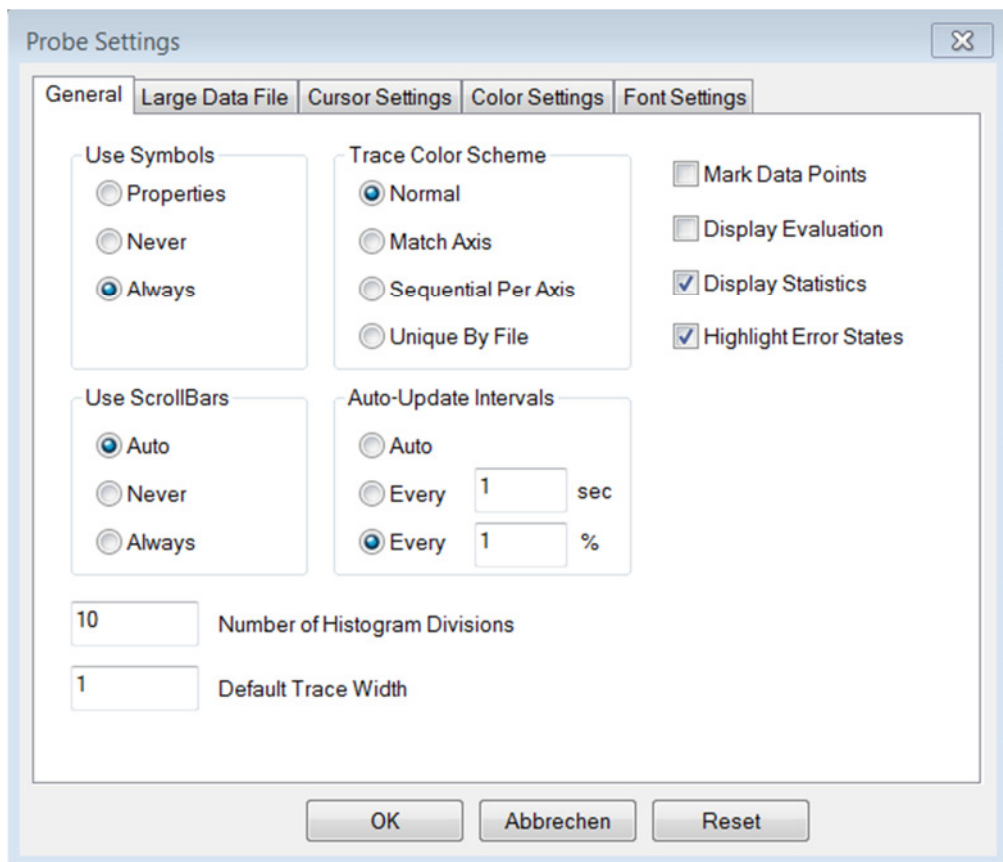 Probe Settings
General Large Data File Cursor Settings Color Settings Font Settings
Use Symbols
Properties
Never
Always
Trace Color Scheme
Normal
Match Axis
Sequential Per Axis
Unique By File
Mark Data Points
Display Evaluation
Display Statistics
Highlight Error States
Use ScrollBars
Auto
Never
Always
Auto-Update Intervals
Auto
Every 1 sec
Every 1 %
10 Number of Histogram Divisions
1 Default Trace Width
OK Abbrechen Reset